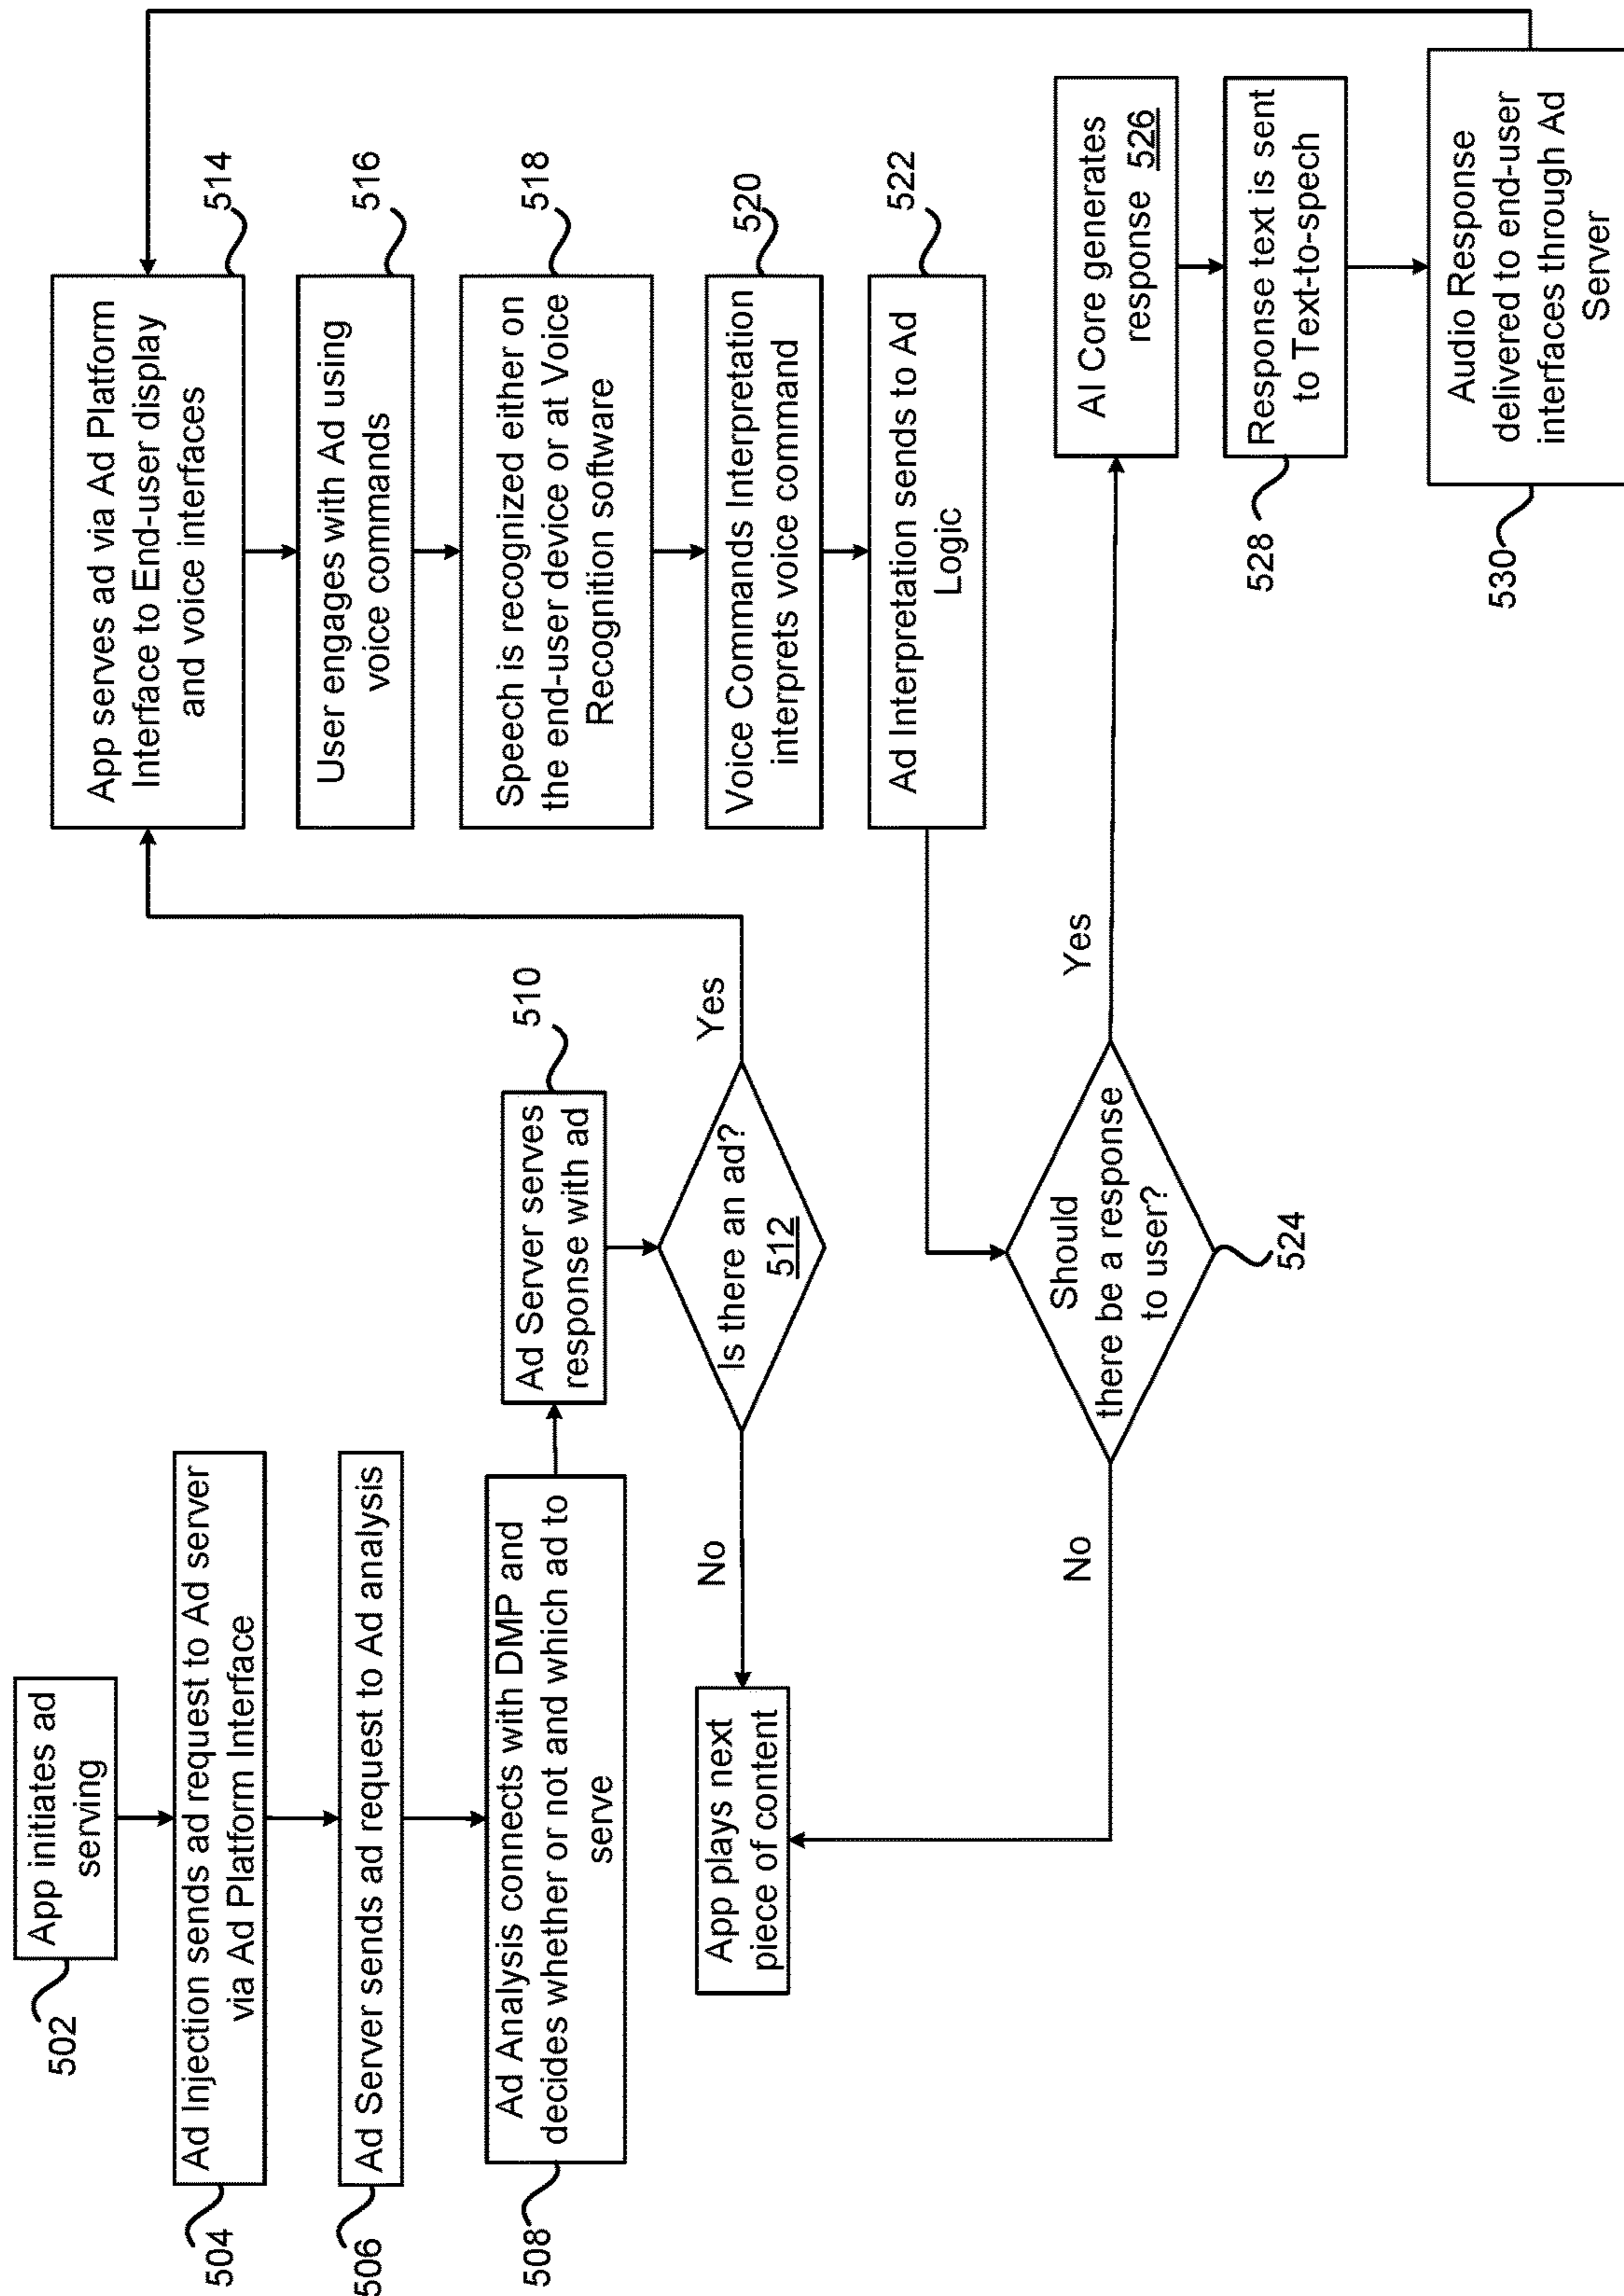 App initiates ad
serving
502
Ad Injection sends ad request to Ad server
via Ad Platform Interface
504
Ad Server sends ad request to Ad analysis
506
Ad Analysis connects with DMP and
decides whether or not and which ad to
serve
508
Ad Server serves
response with ad
510
Is there an ad?
512
No
Yes
App plays next
piece of content
App serves ad via Ad Platform
Interface to End-user display
and voice interfaces
514
User engages with Ad using
voice commands
516
Speech is recognized either on
the end-user device or at Voice
Recognition software
518
Voice Commands Interpretation
interprets voice command
520
Ad Interpretation sends to Ad
Logic
522
Should
there be a response
to user?
524
No
Yes
AI Core generates
response 526
Response text is sent
to Text-to-spech
528
Audio Response
delivered to end-user
interfaces through Ad
Server
530